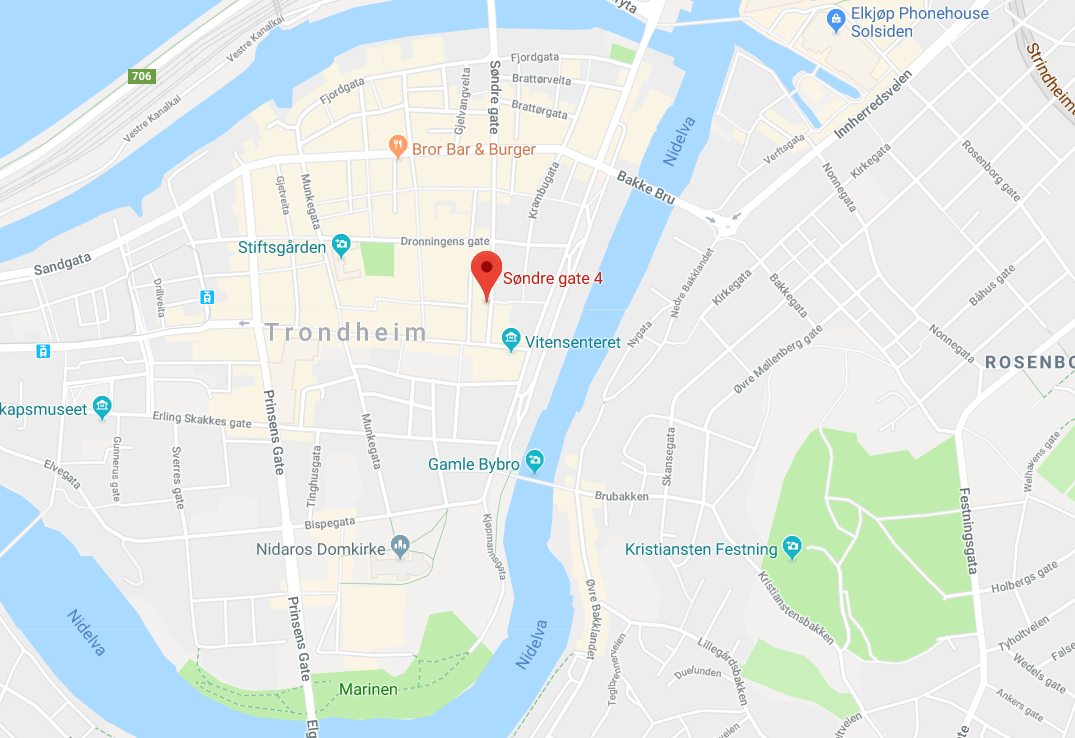 Elkjøp Phonehouse
Solsiden
Vestre Kanalkai
706
Strindheimt
Fjordgata
Søndre gate
Brattørveita
Fjordgata
Gjelvangveita
Brattørgata
Vestre Kanalkai
Innherredsveien
Nidelva
Bror Bar & Burger
Verftsgata
Kirkegata
Rosenborg gate
Krambugata
Bakke Bru
Nonnegata
Gjetveita
Munkegata
Stiftsgården
Dronningens gate
Sandgata
Søndre gate 4
Drillveita
Nedre Bakklandet
Kirkegata
Bakkegata
Båhus gate
Trondheim
Vitensenteret
Nygata
Nonnegata
Øvre Møllenberg gate
ROSENBO
Prinsens Gate
kapsmuseet
Erling Skakkes gate
Munkegata
Skansegata
Welhavens gate
Gunnerus gate
Sverres gate
Tinghusgata
Gamle Bybro
Elvegata
Brubakken
Festningsgata
Bispegata
Kjøpmannsgata
Nidaros Domkirke
Kristiansten Festning
Holbergs gate
Kristianstensbakken
Øvre Bakklandet
Prinsens Gate
Nidelva
Nidelva
Teglbrennerveien
Lillegårdsbakken
Duelunden
Tyholtveien
Wedels gate
False
Ankers gate
Marinen
Elg